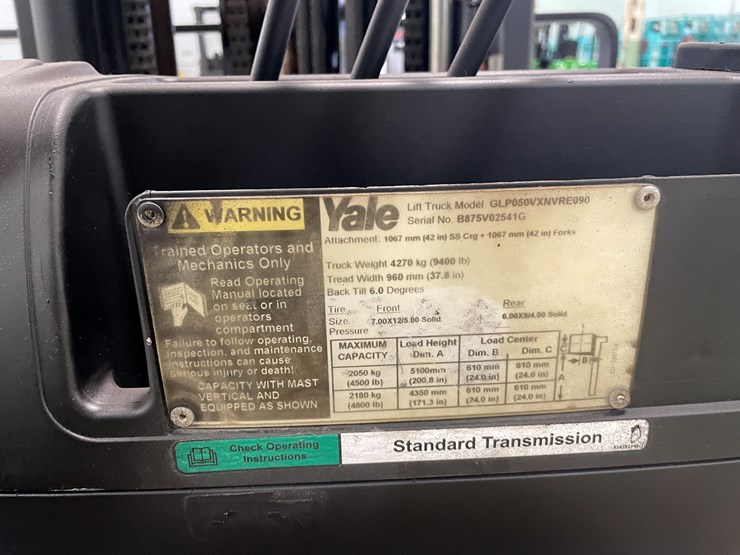 WARNING
Trained Operators and
Mechanics Only
Read Operating
Manual located
on seat or in
operators
compartment
Failure to follow operating,
inspection, and maintenance
instructions can cause
serious injury or death!
CAPACITY WITH MAST
VERTICAL AND
EQUIPPED AS SHOWN
Yale
Lift Truck Model GLP050VXNVRE090
Serial No. B875V02541G
Attachment: 1067 mm (42 in) SS Crg + 1067 mm (42 in) Forks
Truck Weight 4270 kg (9400 lb)
Tread Width 960 mm (37.8 in)
Back Tilt 6.0 Degrees
Tire Front Rear
Size 7.00X12/5.00 Solid 6.00X9/4.00 Solid
Pressure
MAXIMUM CAPACITY Load Height Dim. A Load Center Dim. B Dim. C
2050 kg 5100mm 610 mm 610 mm
(4500 lb) (200.8 in) (24.0 in) (24.0 in)
2180 kg 4350 mm 610 mm 610 mm
(4800 lb) (171.3 in) (24.0 in) (24.0 in)
C
B
A
Check Operating
Instructions
Standard Transmission